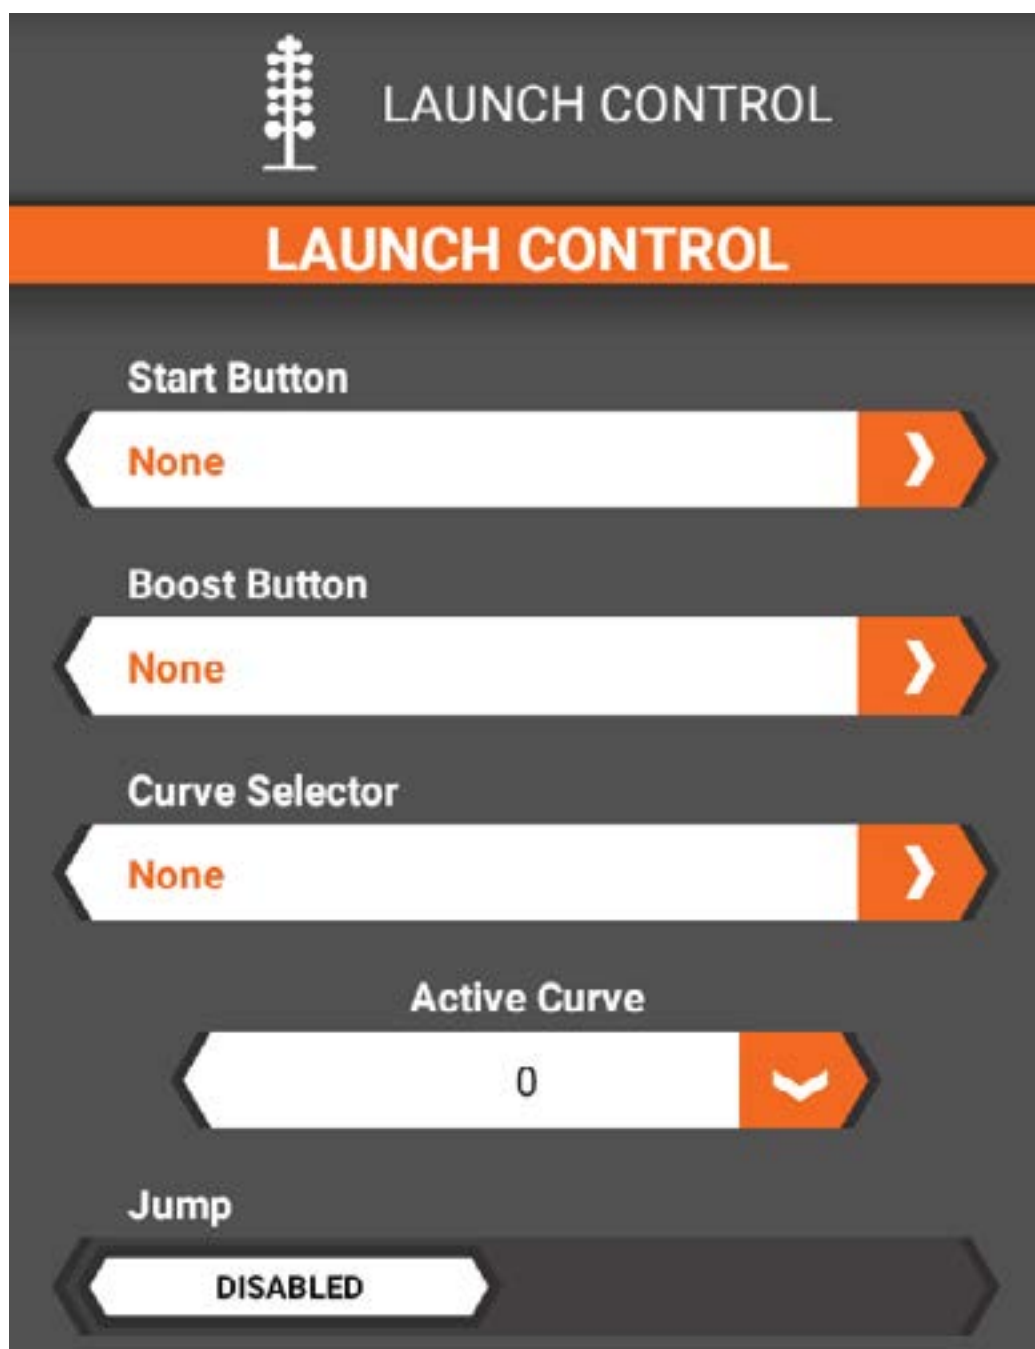 LAUNCH CONTROL
LAUNCH CONTROL
Start Button
None
Boost Button
None
Curve Selector
None
Active Curve
0
Jump
DISABLED